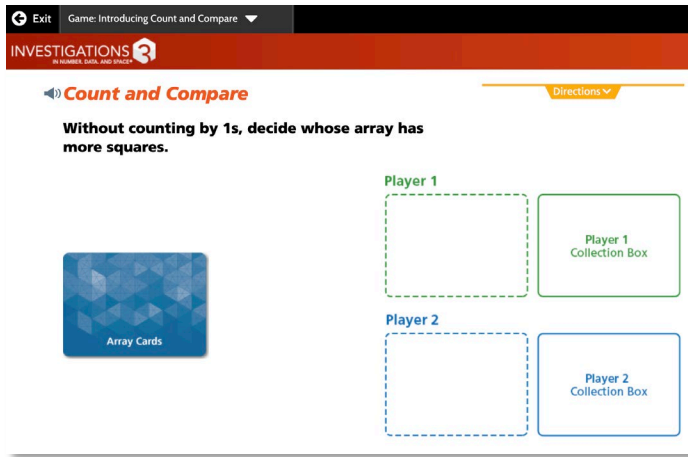 Exit
Game: Introducing Count and Compare
INVESTIGATIONS 3
IN NUMBER, DATA, AND SPACE®
Count and Compare
Directions
Without counting by 1s, decide whose array has
more squares.
Player 1
Player 1
Collection Box
Array Cards
Player 2
Player 2
Collection Box